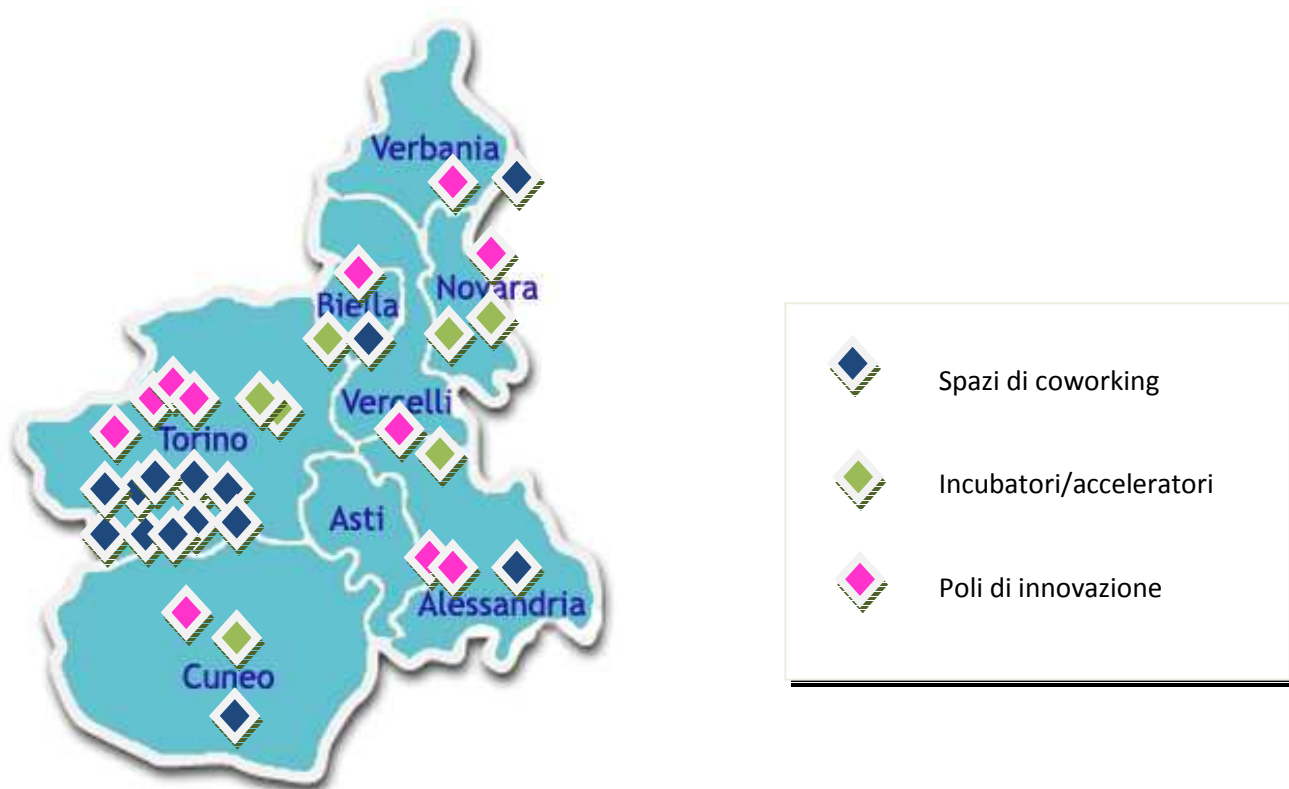 Verbania
Novara
Biella
Vercelli
Torino
Asti
Alessandria
Cuneo
Spazi di coworking
Incubatori/acceleratori
Poli di innovazione